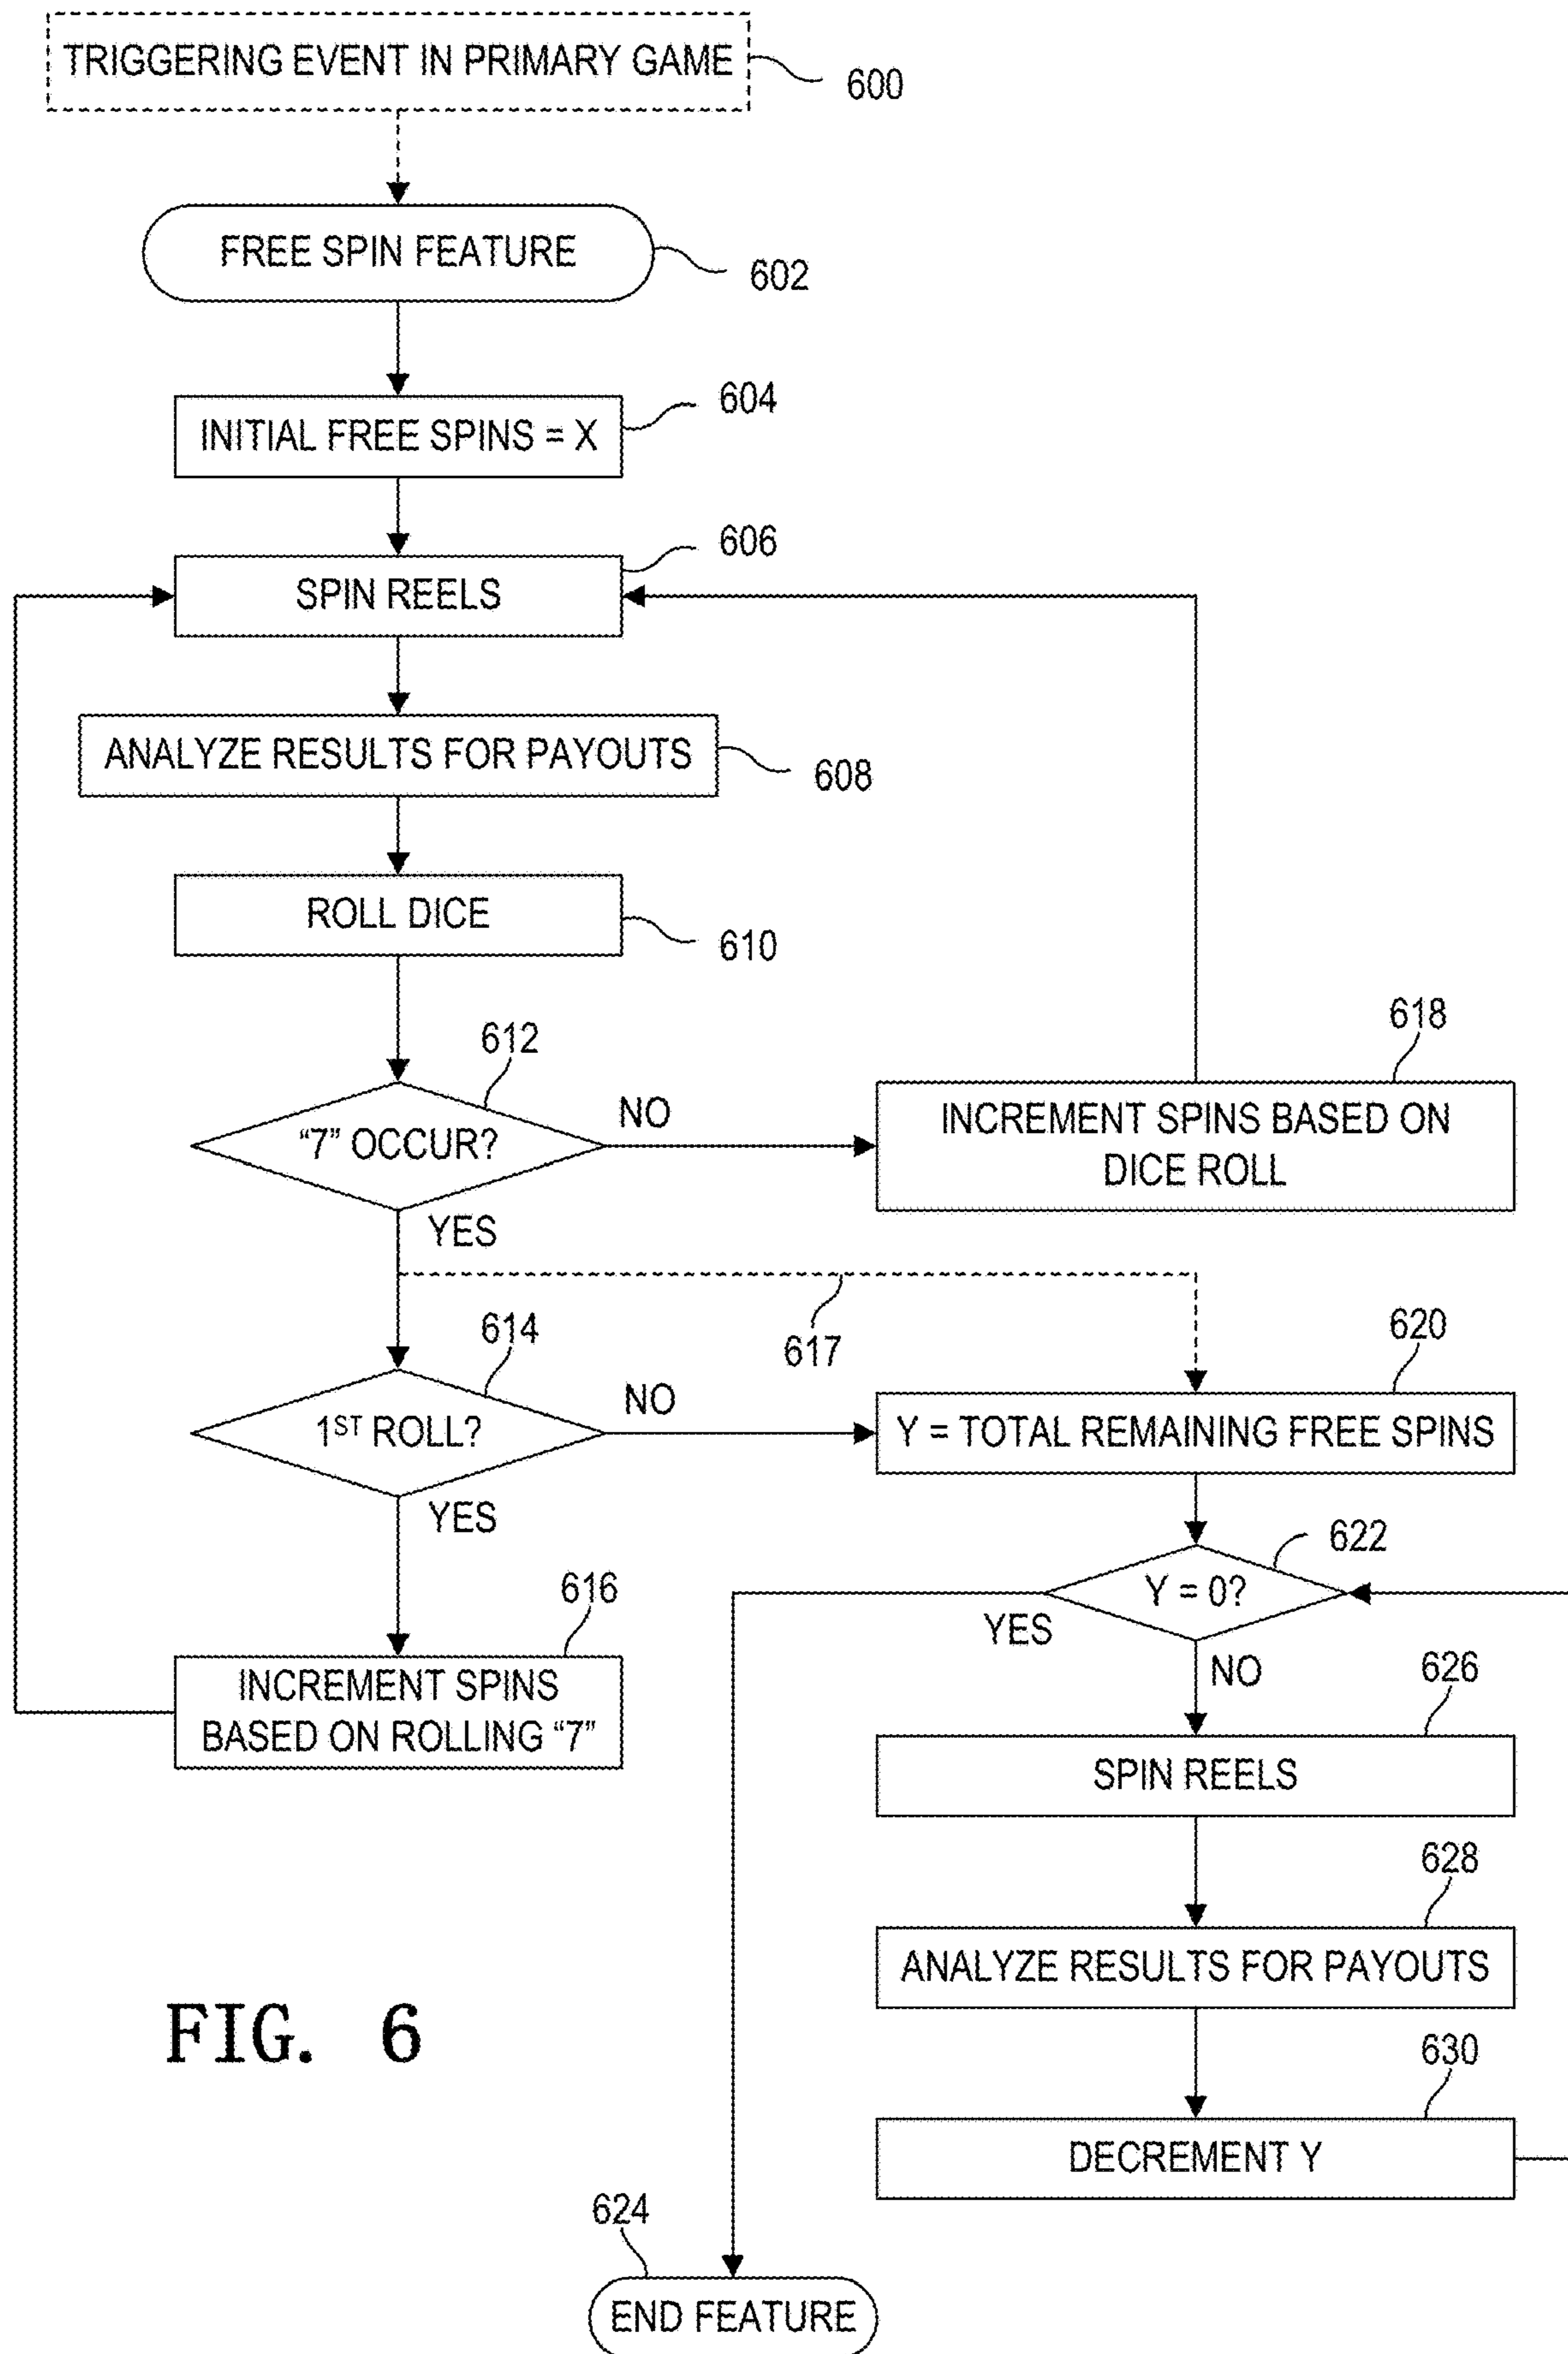 TRIGGERING EVENT IN PRIMARY GAME
600
FREE SPIN FEATURE
602
604
INITIAL FREE SPINS = X
606
SPIN REELS
ANALYZE RESULTS FOR PAYOUTS
608
ROLL DICE
610
612
"7" OCCUR?
NO
YES
618
INCREMENT SPINS BASED ON
DICE ROLL
617
614
1ST ROLL?
NO
YES
620
Y = TOTAL REMAINING FREE SPINS
622
Y = 0?
YES
NO
616
INCREMENT SPINS
BASED ON ROLLING "7"
626
SPIN REELS
628
ANALYZE RESULTS FOR PAYOUTS
630
DECREMENT Y
624
END FEATURE
FIG. 6